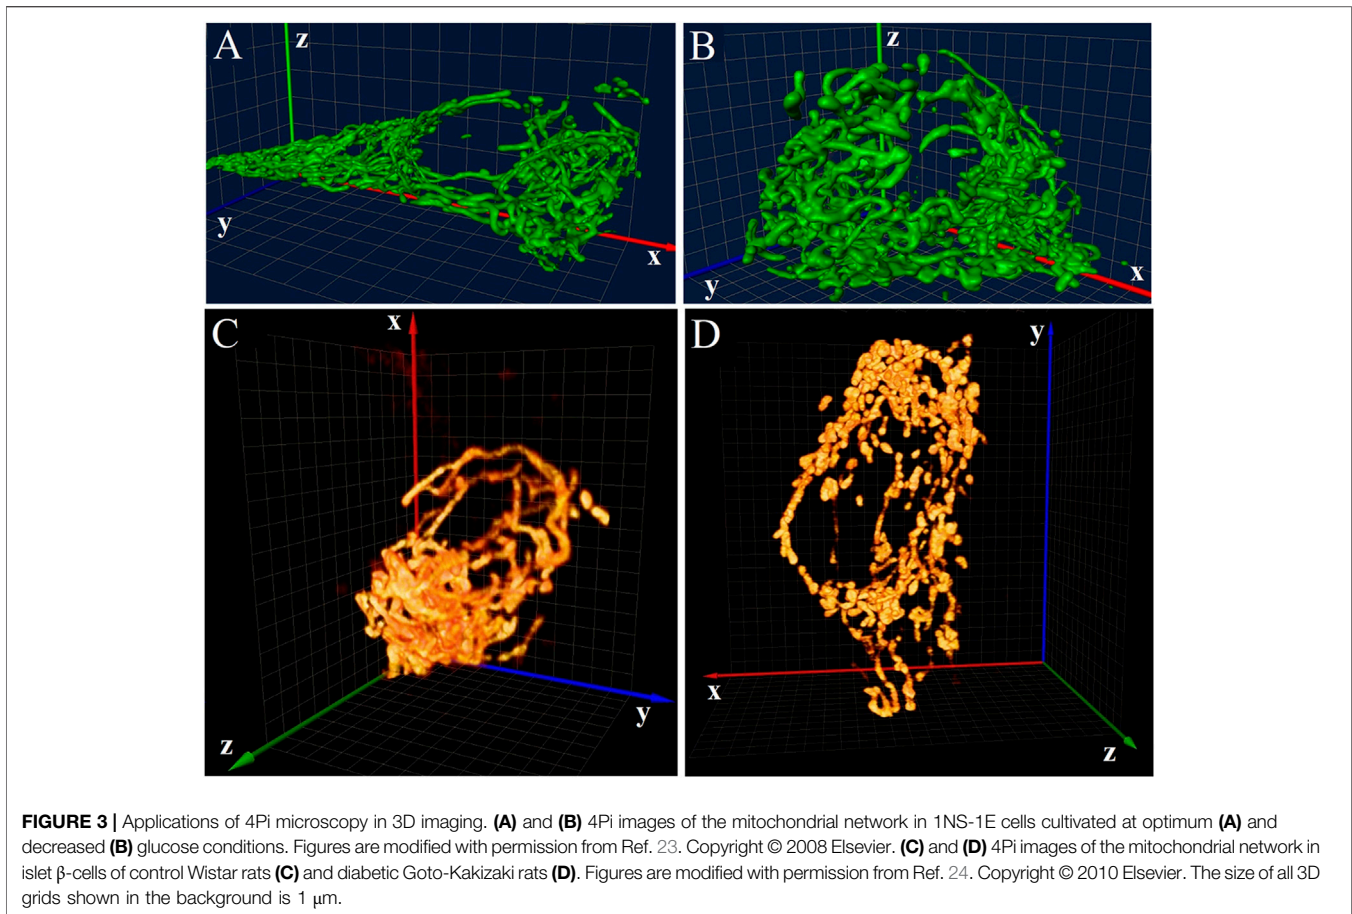 A
z
y
x
B
z
y
x
C
x
y
z
D
y
x
z
FIGURE 3 | Applications of 4Pi microscopy in 3D imaging. (A) and (B) 4Pi images of the mitochondrial network in 1NS-1E cells cultivated at optimum (A) and
decreased (B) glucose conditions. Figures are modified with permission from Ref. 23. Copyright © 2008 Elsevier. (C) and (D) 4Pi images of the mitochondrial network in
islet β-cells of control Wistar rats (C) and diabetic Goto-Kakizaki rats (D). Figures are modified with permission from Ref. 24. Copyright © 2010 Elsevier. The size of all 3D
grids shown in the background is 1 μm.